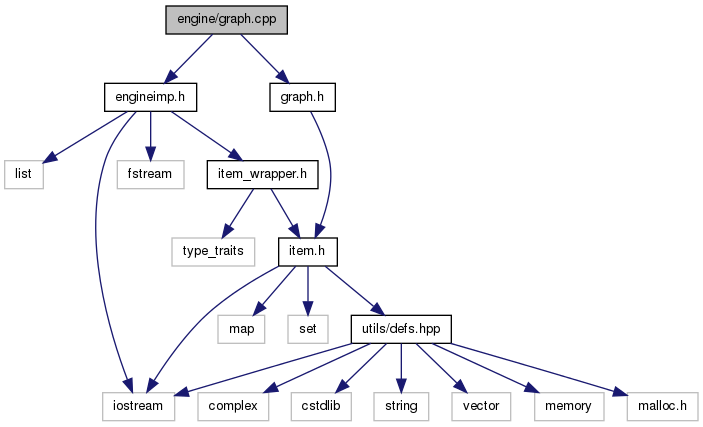 engine/graph.cpp
engineimp.h
graph.h
list
fstream
item_wrapper.h
type_traits
item.h
map
set
utils/defs.hpp
iostream
complex
cstdlib
string
vector
memory
malloc.h